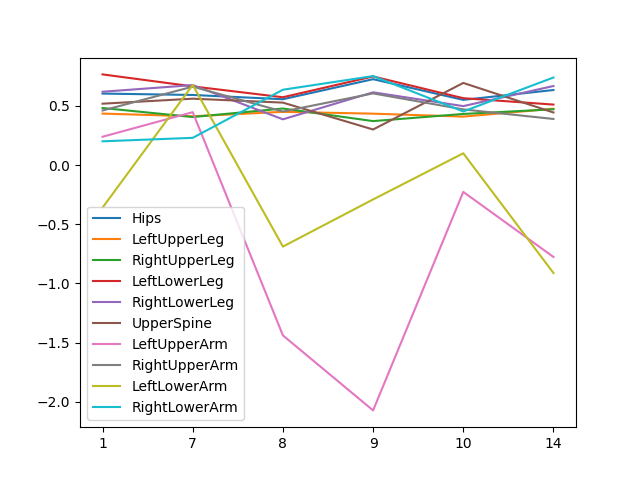 0.5
0.0
−0.5
−1.0
−1.5
−2.0
Hips
LeftUpperLeg
RightUpperLeg
LeftLowerLeg
RightLowerLeg
UpperSpine
LeftUpperArm
RightUpperArm
LeftLowerArm
RightLowerArm
1 7 8 9 10 14